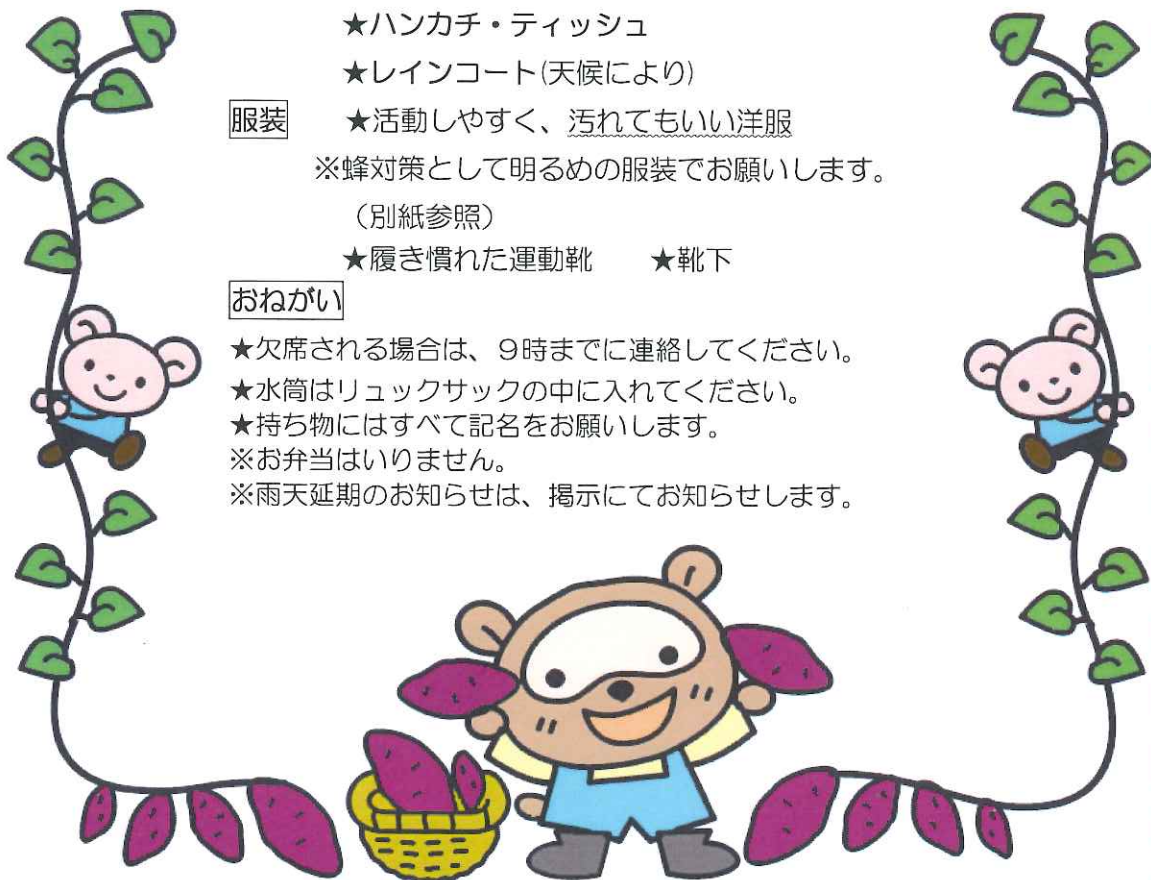 ★ハンカチ・ティッシュ
★レインコート(天候により)
服装　★活動しやすく、汚れてもいい洋服
※蜂対策として明るめの服装でお願いします。
（別紙参照）
★履き慣れた運動靴　★靴下
おねがい
★欠席される場合は、９時までに連絡してください。
★水筒はリュックサックの中に入れてください。
★持ち物にはすべて記名をお願いします。
※お弁当はいりません。
※雨天延期のお知らせは、掲示にてお知らせします。